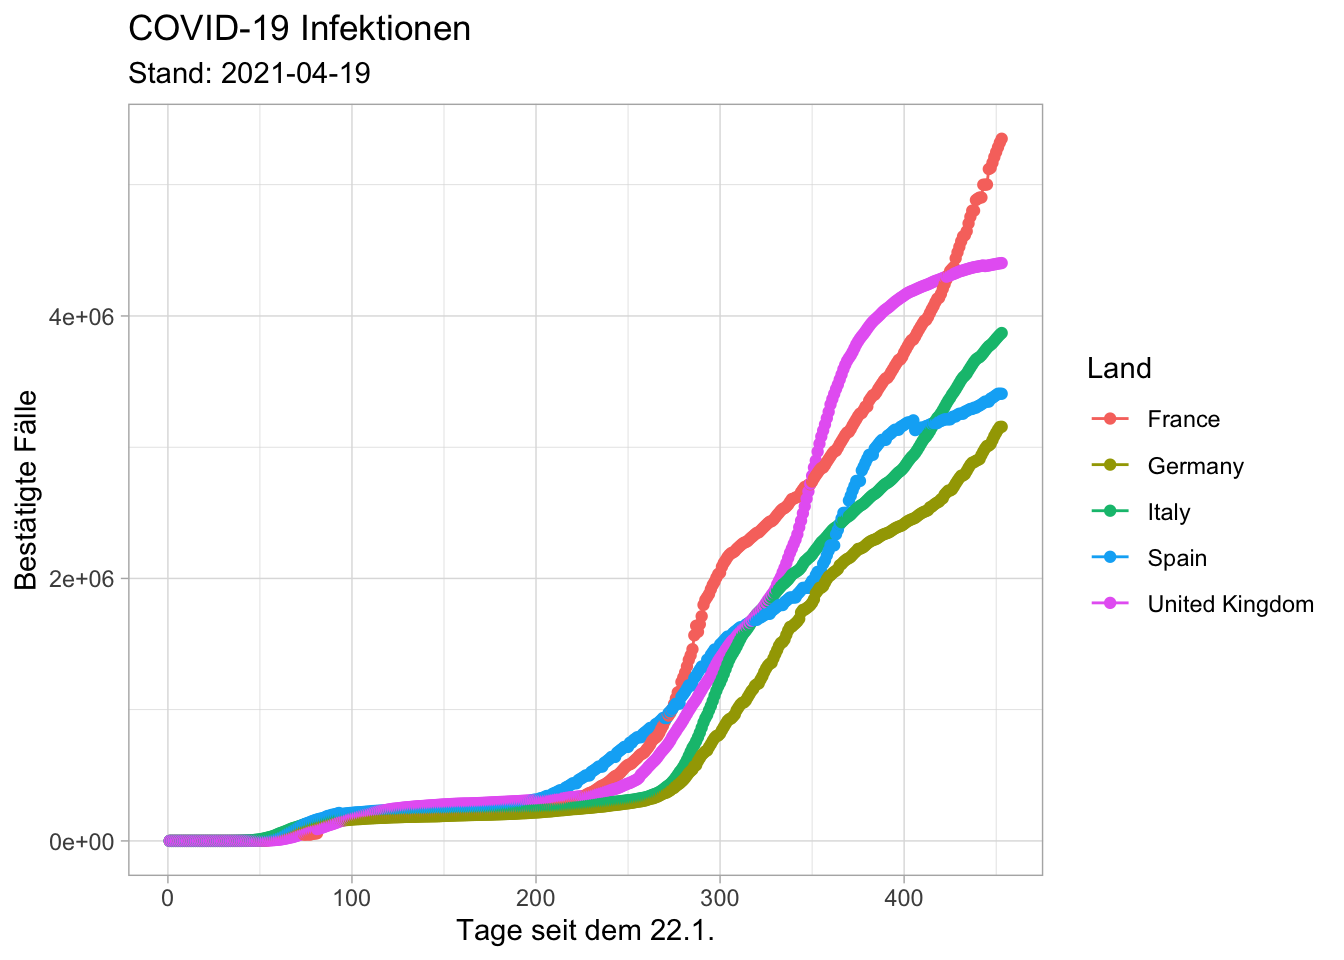 COVID-19 Infektionen
Stand: 2021-04-19
Bestätigte Fälle
4e+06
2e+06
0e+00
0 100 200 300 400
Tage seit dem 22.1.
Land
France
Germany
Italy
Spain
United Kingdom